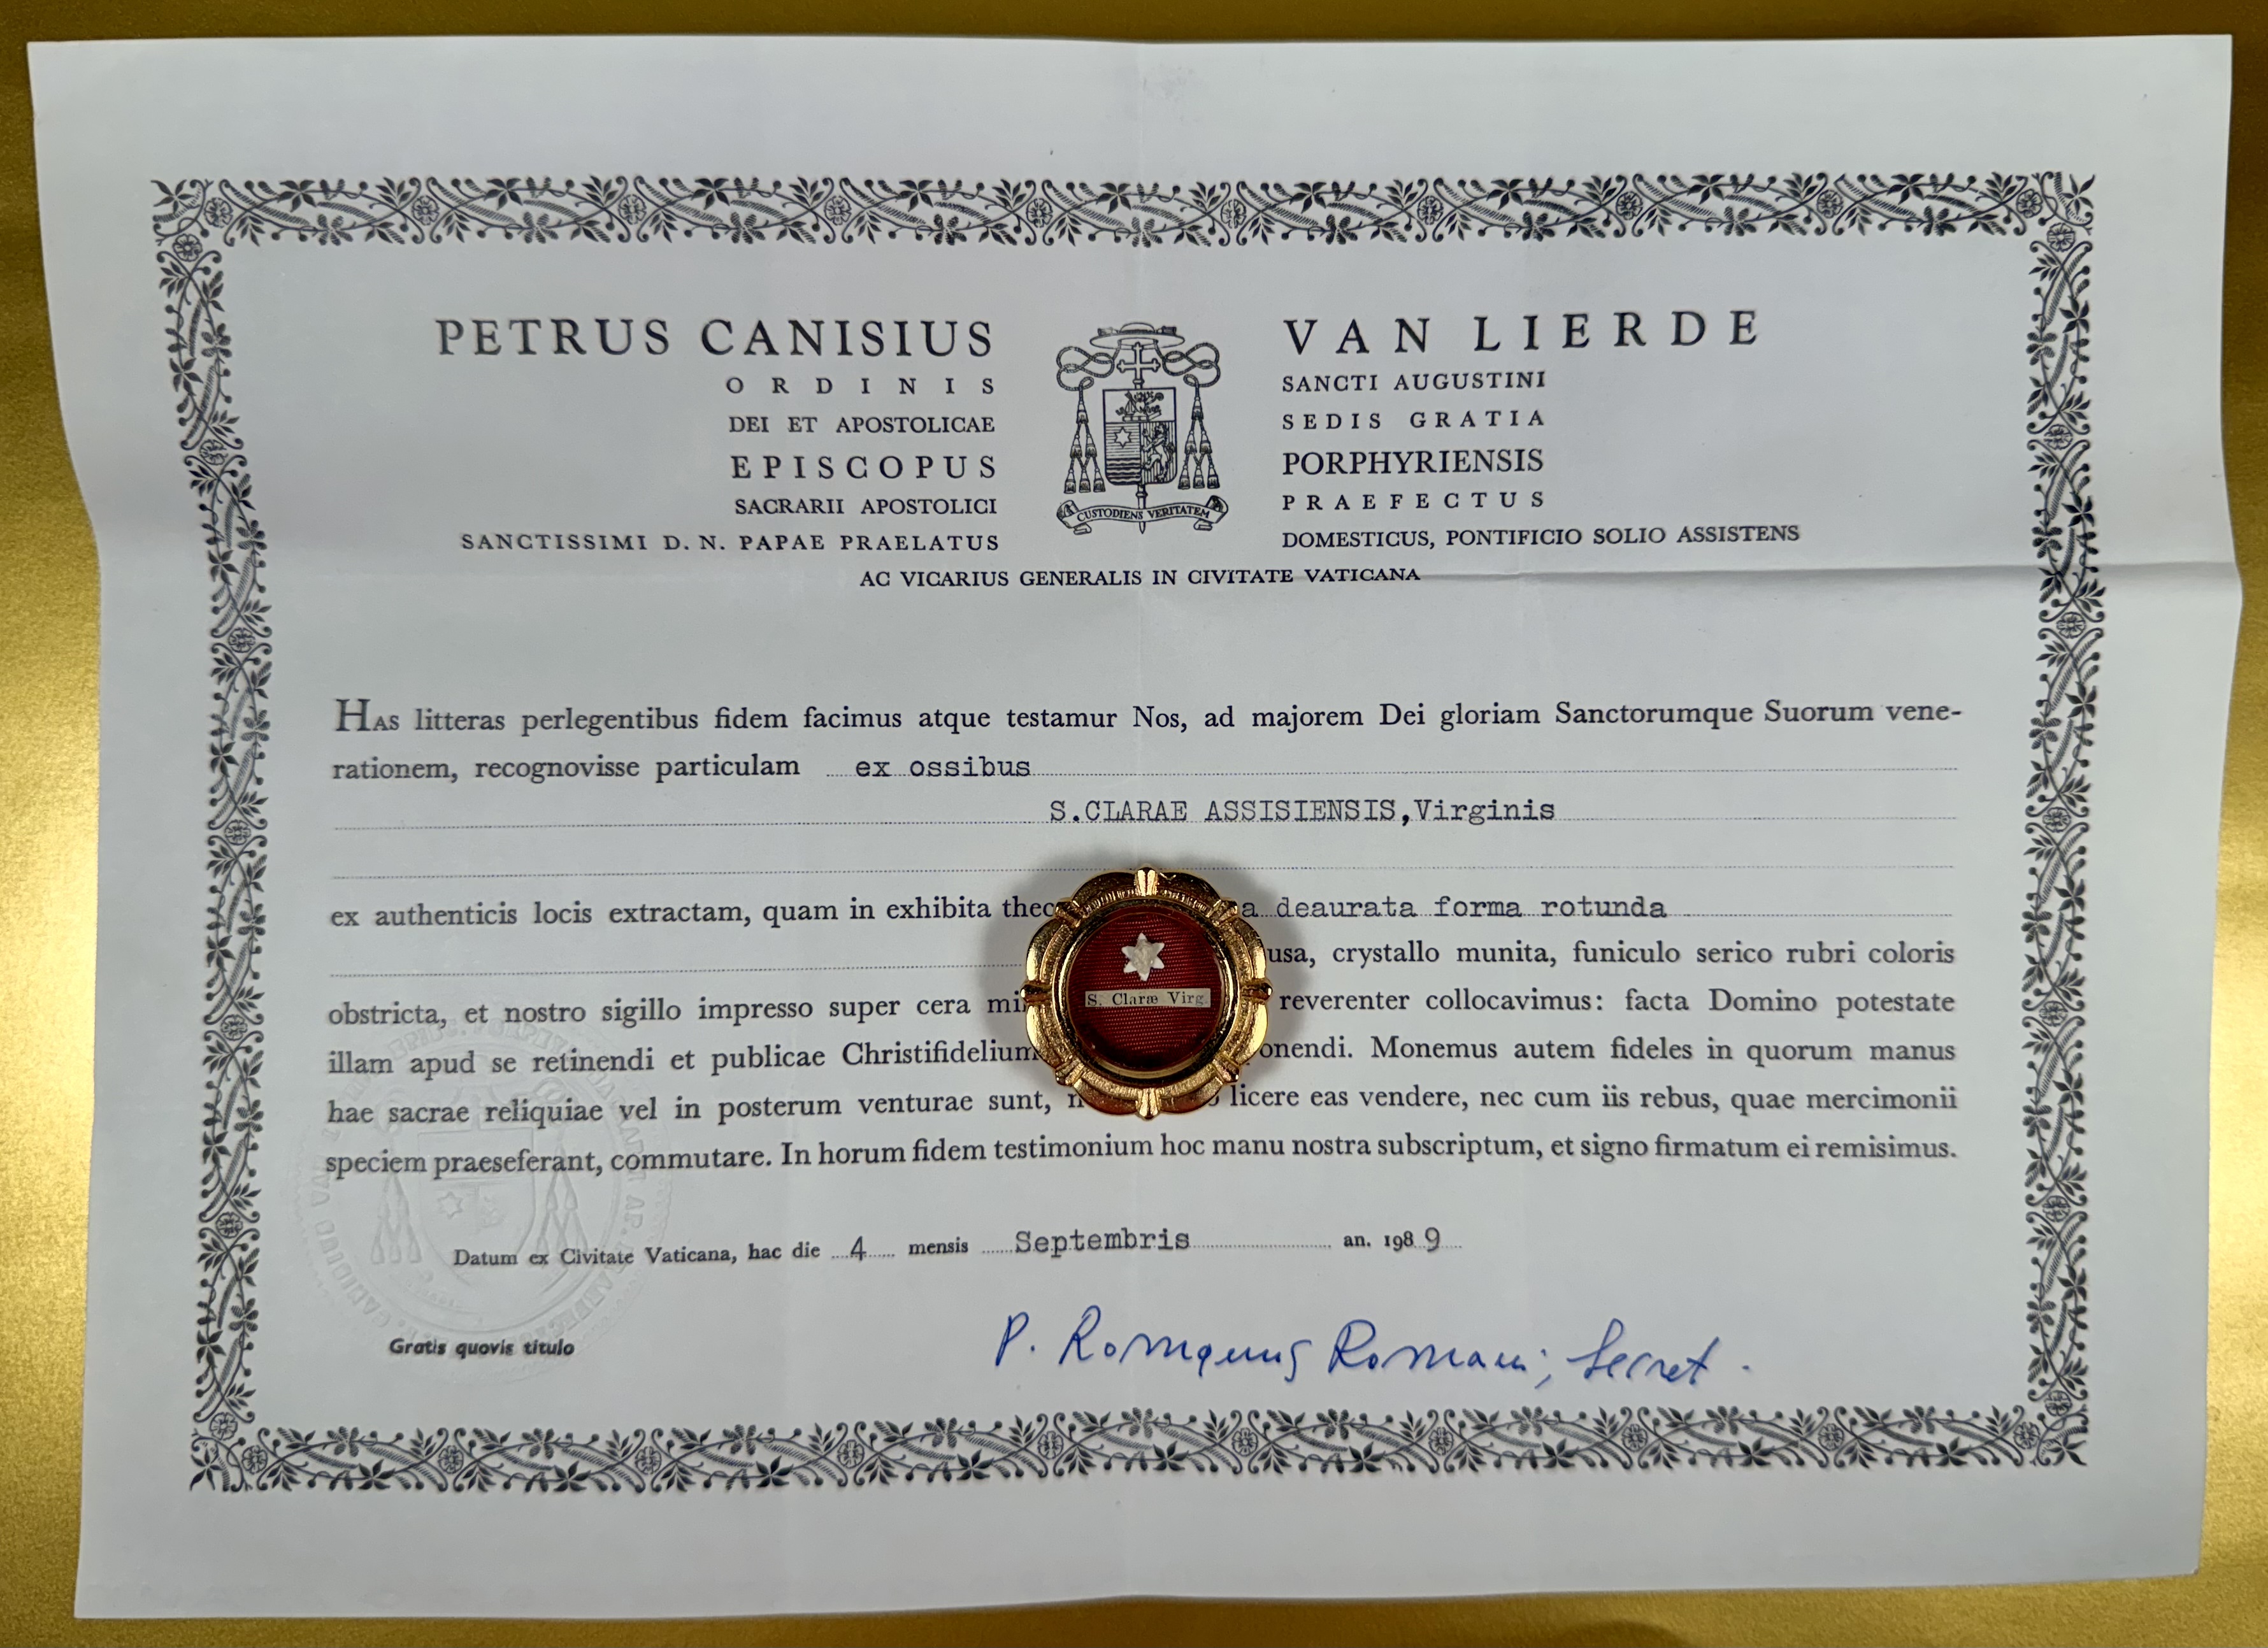 PETRUS CANISIUS VAN LIERDE
ORDINIS SANCTI AUGUSTINI
DEI ET APOSTOLICAE SEDIS GRATIA
EPISCOPUS PORPHYRIENSIS
SACRARII APOSTOLICI PRAEFECTUS
SANCTISSIMI D. N. PAPAE PRAELATUS DOMESTICUS, PONTIFICIO SOLIO ASSISTENS
AC VICARIUS GENERALIS IN CIVITATE VATICANA
CUSTODIENS VERITATEM
HAS litteras perlegentibus fidem facimus atque testamur Nos, ad majorem Dei gloriam Sanctorumque Suorum vene-
rationem, recognovisse particulam ex ossibus
S.CLARAE ASSISIENSIS,Virginis
ex authenticis locis extractam, quam in exhibita thec a deaurata forma rotunda
usa, crystallo munita, funiculo serico rubri coloris
obstricta, et nostro sigillo impresso super cera mi reverenter collocavimus: facta Domino potestate
illam apud se retinendi et publicae Christifidelium onendi. Monemus autem fideles in quorum manus
hae sacrae reliquiae vel in posterum venturae sunt, licere eas vendere, nec cum iis rebus, quae mercimonii
speciem praeseferant, commutare. In horum fidem testimonium hoc manu nostra subscriptum, et signo firmatum ei remisimus.
S. Claræ Virg.
Datum ex Civitate Vaticana, hac die 4 mensis Septembris an. 1989
Gratis quovis titulo
P. Secret.